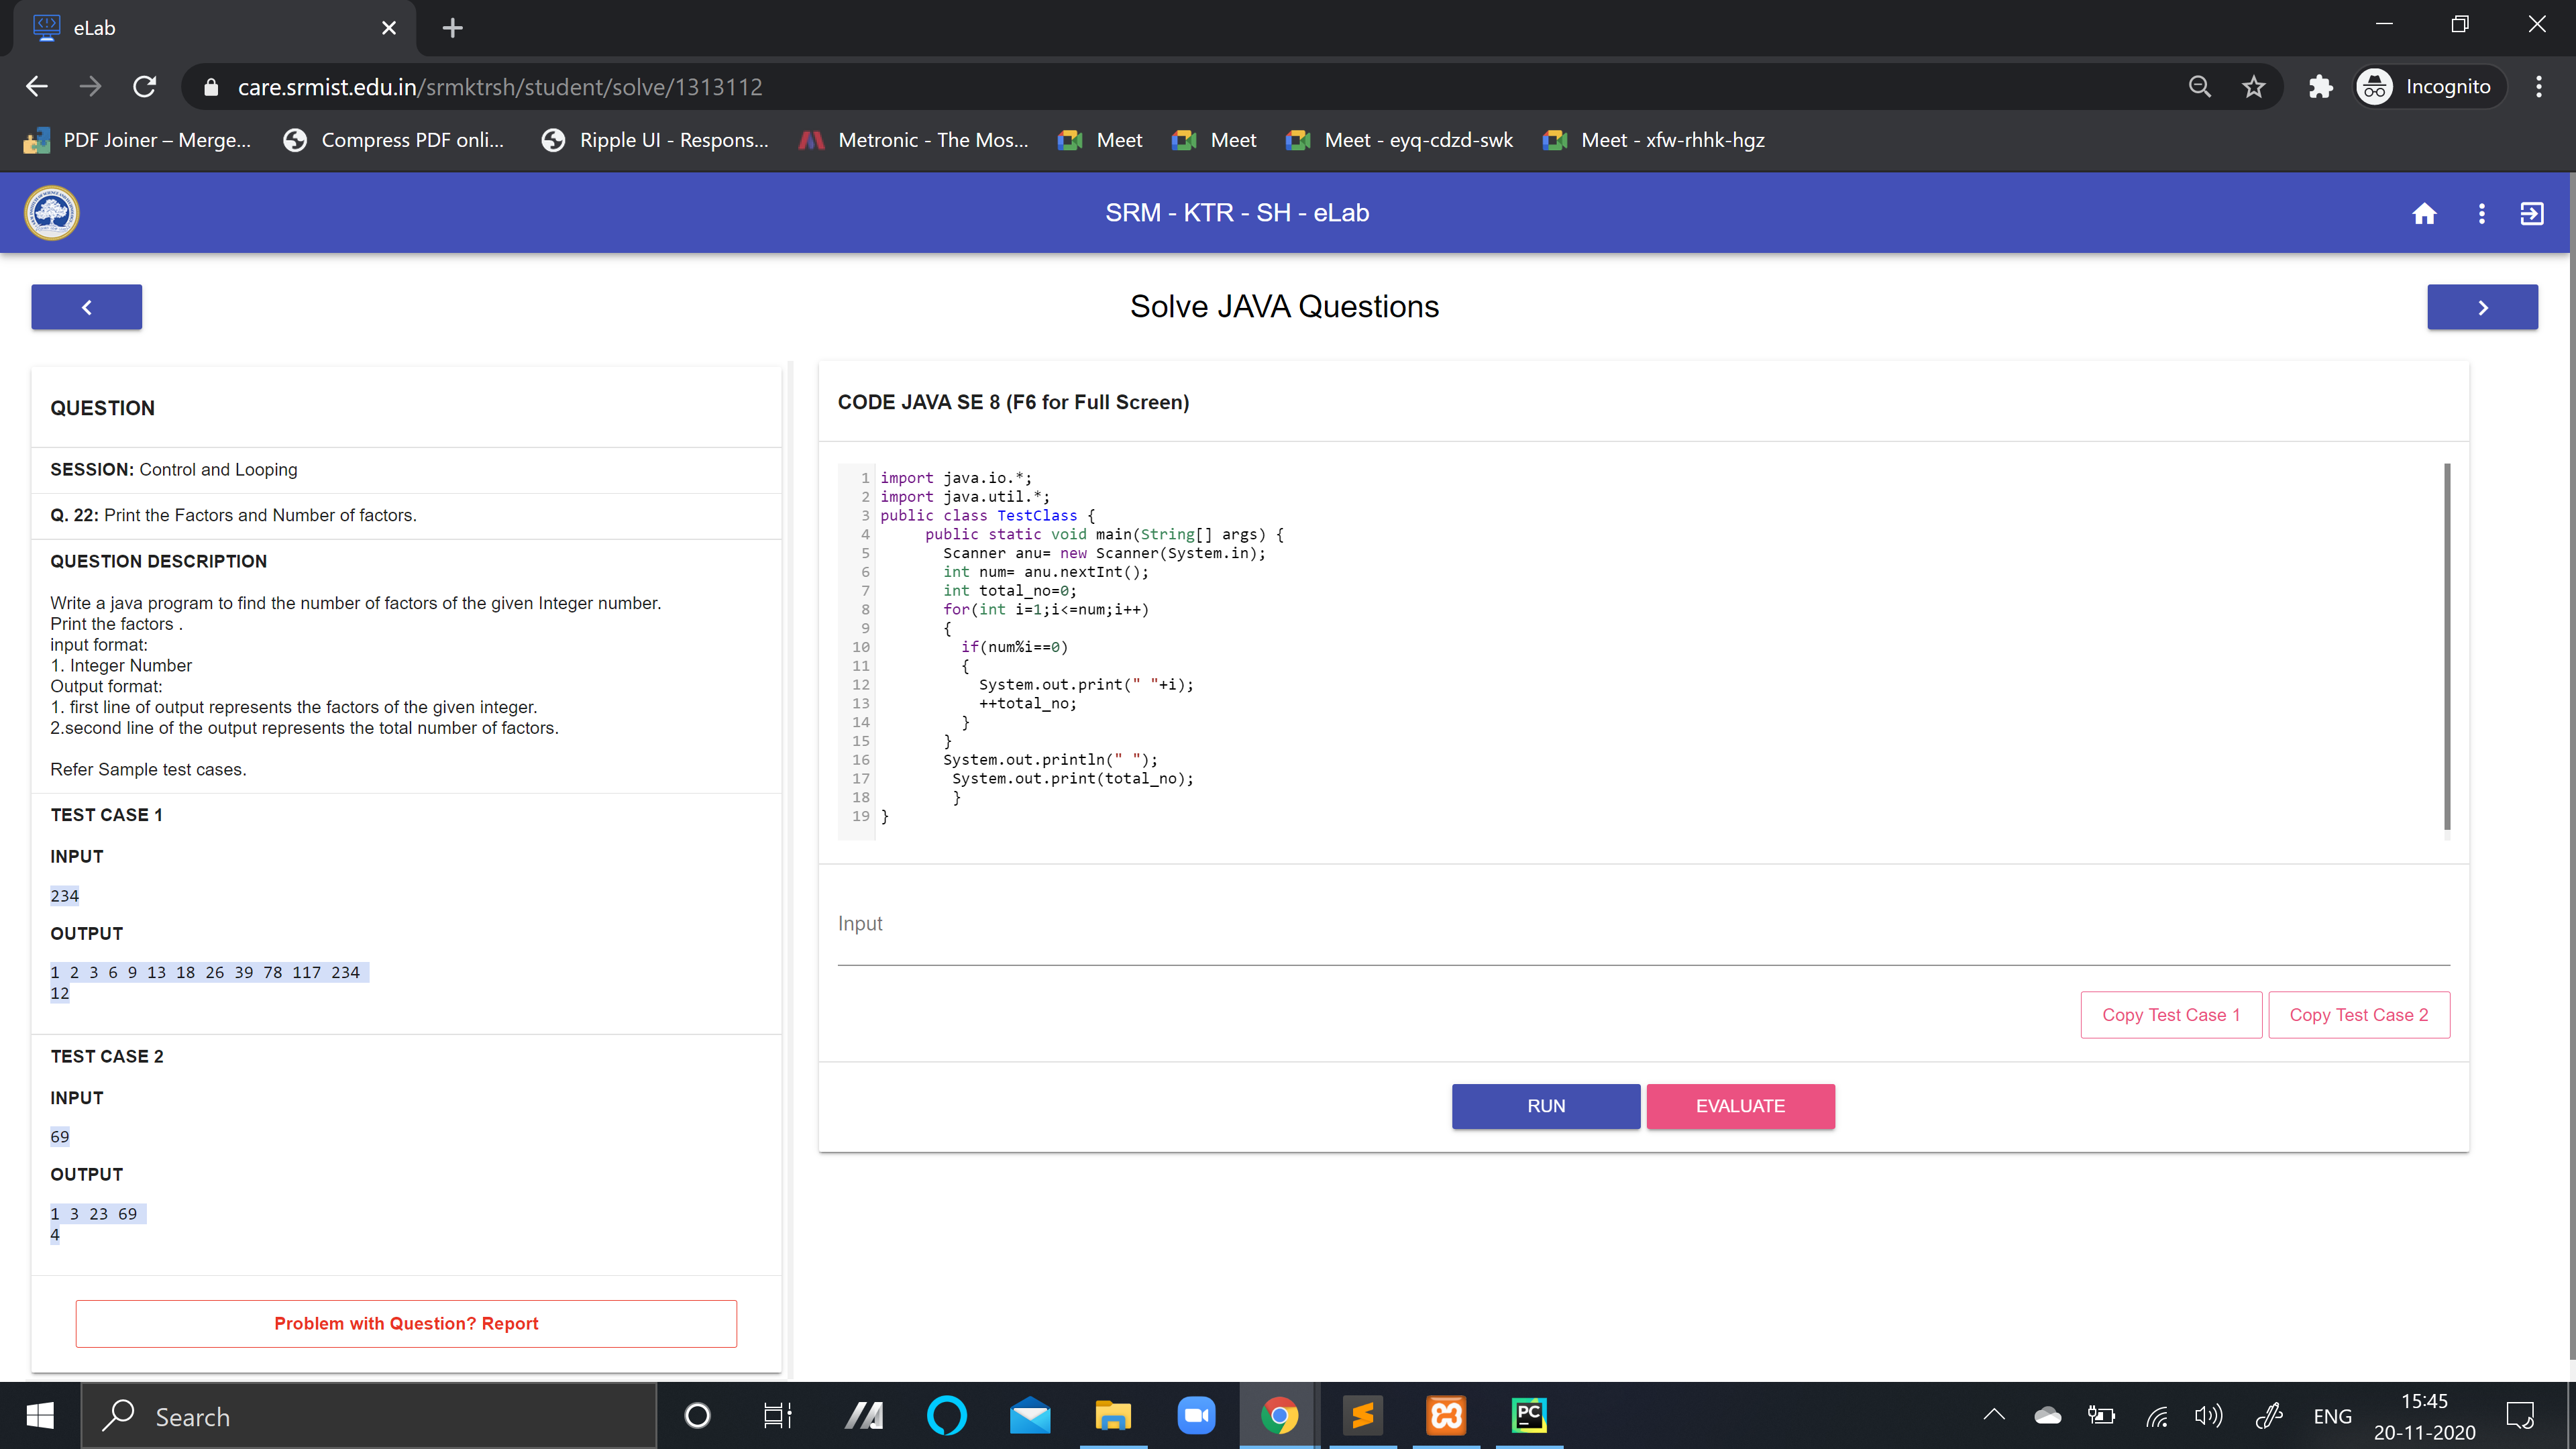 eLab
care.srmist.edu.in/srmktrsh/student/solve/1313112
Incognito
PDF Joiner – Merge...
Compress PDF onli...
Ripple UI - Respons...
Metronic - The Mos...
Meet
Meet
Meet - eyq-cdzd-swk
Meet - xfw-rhhk-hgz
SRM - KTR - SH - eLab
Solve JAVA Questions
QUESTION
SESSION: Control and Looping
Q. 22: Print the Factors and Number of factors.
QUESTION DESCRIPTION
Write a java program to find the number of factors of the given Integer number.
Print the factors .
input format:
1. Integer Number
Output format:
1. first line of output represents the factors of the given integer.
2.second line of the output represents the total number of factors.
Refer Sample test cases.
TEST CASE 1
INPUT
234
OUTPUT
1 2 3 6 9 13 18 26 39 78 117 234
12
TEST CASE 2
INPUT
69
OUTPUT
1 3 23 69
4
Problem with Question? Report
CODE JAVA SE 8 (F6 for Full Screen)
1 import java.io.*;
2 import java.util.*;
3 public class TestClass {
4 public static void main(String[] args) {
5 Scanner anu= new Scanner(System.in);
6 int num= anu.nextInt();
7 int total_no=0;
8 for(int i=1;i<=num;i++)
9 {
10 if(num%i==0)
11 {
12 System.out.print(" "+i);
13 ++total_no;
14 }
15 }
16 System.out.println(" ");
17 System.out.print(total_no);
18 }
19 }
Input
Copy Test Case 1
Copy Test Case 2
RUN
EVALUATE
Search
PC
ENG
15:45
20-11-2020